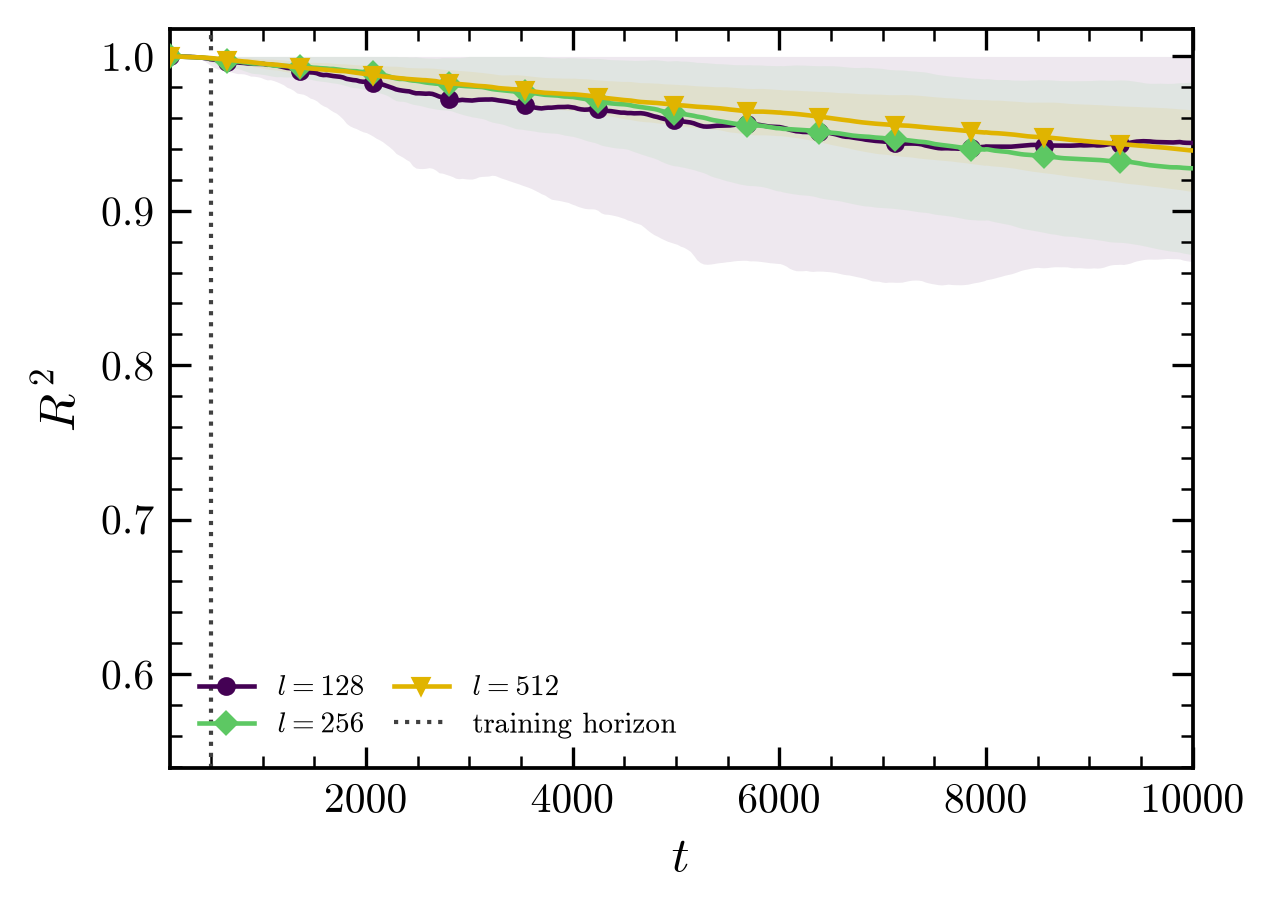 1.0
0.9
0.8
0.7
0.6
R²
l = 128
l = 256
l = 512
training horizon
2000 4000 6000 8000 10000
t